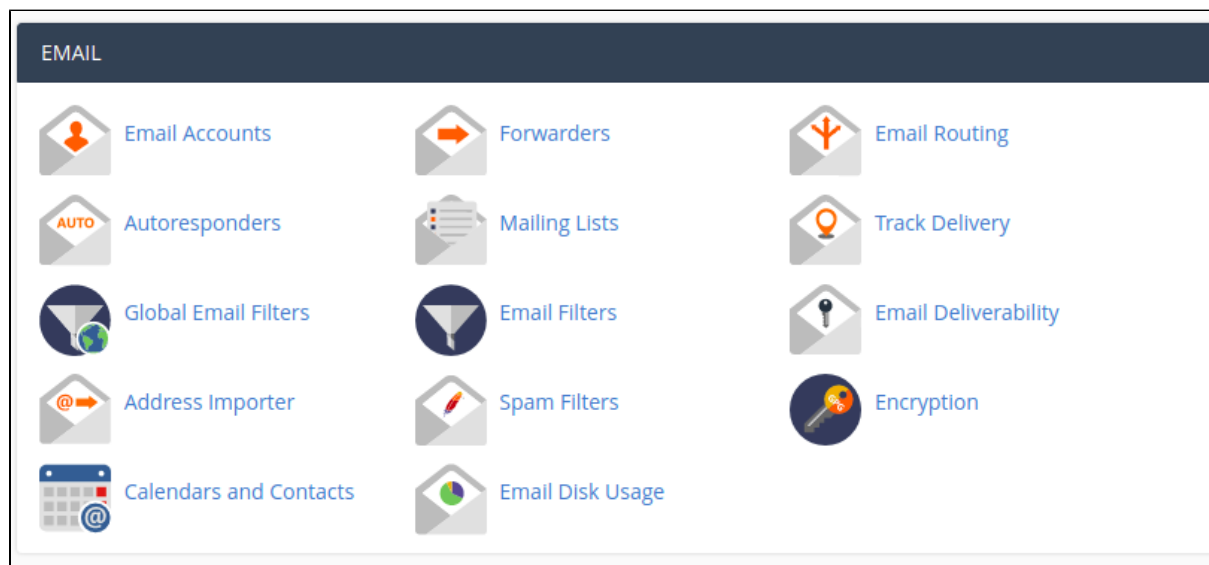 EMAIL
Email Accounts
Forwarders
Email Routing
AUTO
Autoresponders
Mailing Lists
Track Delivery
Global Email Filters
Email Filters
Email Deliverability
@
Address Importer
Spam Filters
GPG
Encryption
@
Calendars and Contacts
Email Disk Usage